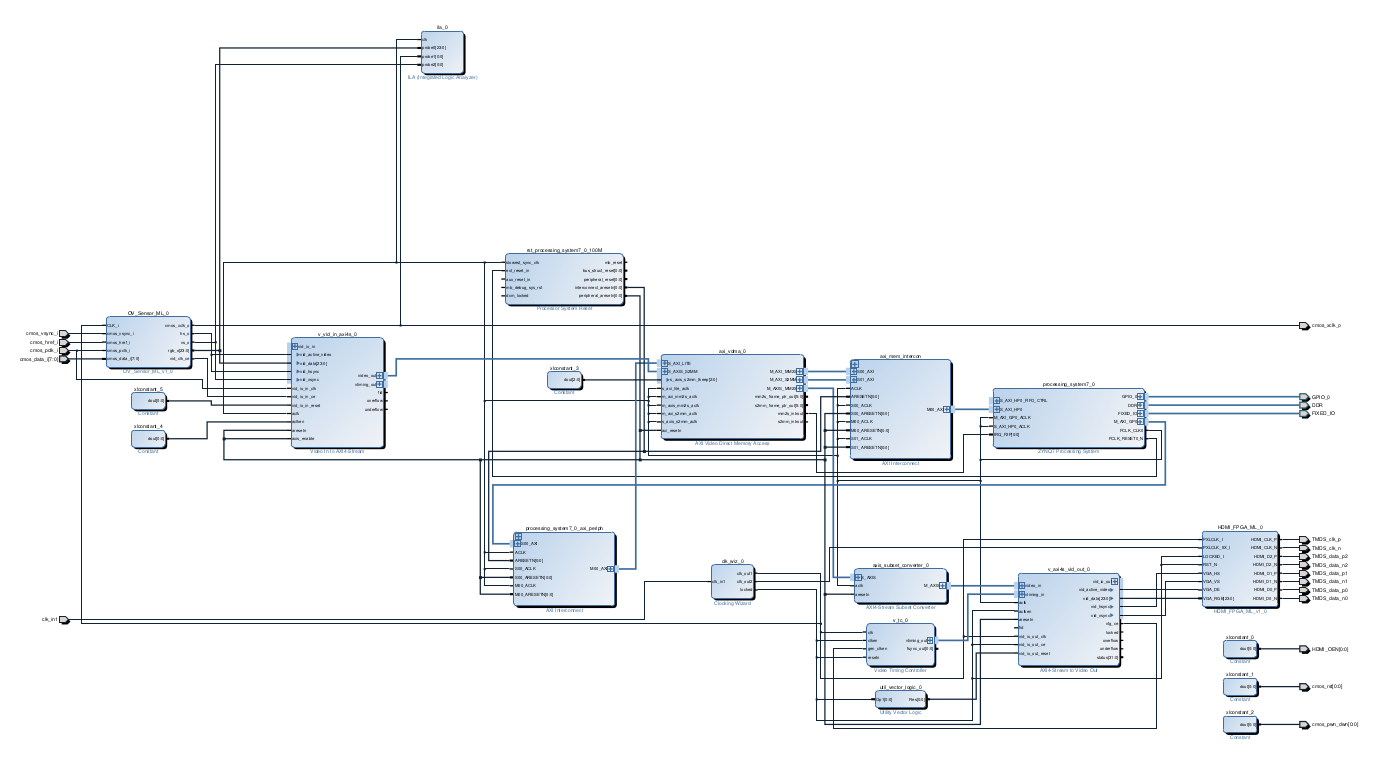 ila_0
clk
probe0[23:0]
probe1[0:0]
probe2[0:0]
ILA (Integrated Logic Analyzer)
rst_processing_system7_0_100M
slowest_sync_clk
ext_reset_in
aux_reset_in
mb_debug_sys_rst
dcm_locked
mb_reset
bus_struct_reset[0:0]
peripheral_reset[0:0]
interconnect_aresetn[0:0]
peripheral_aresetn[0:0]
Processor System Reset
cmos_vsync_i
cmos_href_i
cmos_pclk_i
cmos_data_i[7:0]
OV_Sensor_ML_0
CLK_i
cmos_vsync_i
cmos_href_i
cmos_pclk_i
cmos_data_i[7:0]
cmos_xclk_o
hs_o
vs_o
rgb_o[23:0]
vid_clk_ce
OV_Sensor_ML_v1_0
cmos_xclk_o
v_vid_in_axi4s_0
vid_io_in
vid_active_video
vid_data[23:0]
vid_hsync
vid_vsync
vid_io_in_clk
vid_io_in_ce
vid_io_in_reset
aclk
aclken
aresetn
axis_enable
video_out
vtiming_out
fid
overflow
underflow
Video In to AXI4-Stream
xlconstant_5
dout[0:0]
Constant
xlconstant_4
dout[0:0]
Constant
xlconstant_3
dout[2:0]
Constant
axi_vdma_0
S_AXI_LITE
S_AXIS_S2MM
s_axi_lite_aclk
m_axi_mm2s_aclk
m_axis_mm2s_aclk
m_axi_s2mm_aclk
s_axis_s2mm_aclk
axi_resetn
M_AXI_MM2S
M_AXI_S2MM
M_AXIS_MM2S
mm2s_frame_ptr_out[5:0]
s2mm_frame_ptr_out[5:0]
mm2s_introut
s2mm_introut
AXI Video Direct Memory Access
axi_mem_intercon
S00_AXI
S01_AXI
ACLK
ARESETN[0:0]
S00_ACLK
S00_ARESETN[0:0]
M00_ACLK
M00_ARESETN[0:0]
S01_ACLK
S01_ARESETN[0:0]
M00_AXI
AXI Interconnect
processing_system7_0
S_AXI_HP0_FIFO_CTRL
S_AXI_HP0
M_AXI_GP0_ACLK
S_AXI_HP0_ACLK
IRQ_F2P[0:0]
GPIO_0
DDR
FIXED_IO
M_AXI_GP0
FCLK_CLK0
FCLK_RESET0_N
ZYNQ7 Processing System
GPIO_0
DDR
FIXED_IO
processing_system7_0_axi_periph
S00_AXI
ACLK
ARESETN[0:0]
S00_ACLK
S00_ARESETN[0:0]
M00_ACLK
M00_ARESETN[0:0]
M00_AXI
AXI Interconnect
clk_in1
clk_wiz_0
clk_in1
clk_out1
clk_out2
locked
Clocking Wizard
axis_subset_converter_0
S_AXIS
aclk
aresetn
M_AXIS
AXI4-Stream Subset Converter
v_tc_0
clk
clken
gen_clken
resetn
vtiming_out
fsync_out[0:0]
Video Timing Controller
util_vector_logic_0
Op1[0:0]
Res[0:0]
Utility Vector Logic
v_axi4s_vid_out_0
video_in
vtiming_in
aclk
aclken
aresetn
fid
vid_io_out_clk
vid_io_out_ce
vid_io_out_reset
vid_io_out
vid_active_video
vid_data[23:0]
vid_hsync
vid_vsync
vtg_ce
locked
overflow
underflow
status[31:0]
AXI4-Stream to Video Out
HDMI_FPGA_ML_0
PXLCLK_I
PXLCLK_5X_I
LOCKED_I
RST_N
VGA_HS
VGA_VS
VGA_DE
VGA_RGB[23:0]
HDMI_CLK_P
HDMI_CLK_N
HDMI_D2_P
HDMI_D2_N
HDMI_D1_P
HDMI_D1_N
HDMI_D0_P
HDMI_D0_N
HDMI_FPGA_ML_v1_0
TMDS_clk_p
TMDS_clk_n
TMDS_data_p2
TMDS_data_n2
TMDS_data_p1
TMDS_data_n1
TMDS_data_p0
TMDS_data_n0
xlconstant_0
dout[0:0]
Constant
HDMI_OEN[0:0]
xlconstant_1
dout[0:0]
Constant
cmos_rst[0:0]
xlconstant_2
dout[0:0]
Constant
cmos_pwn_dwn[0:0]